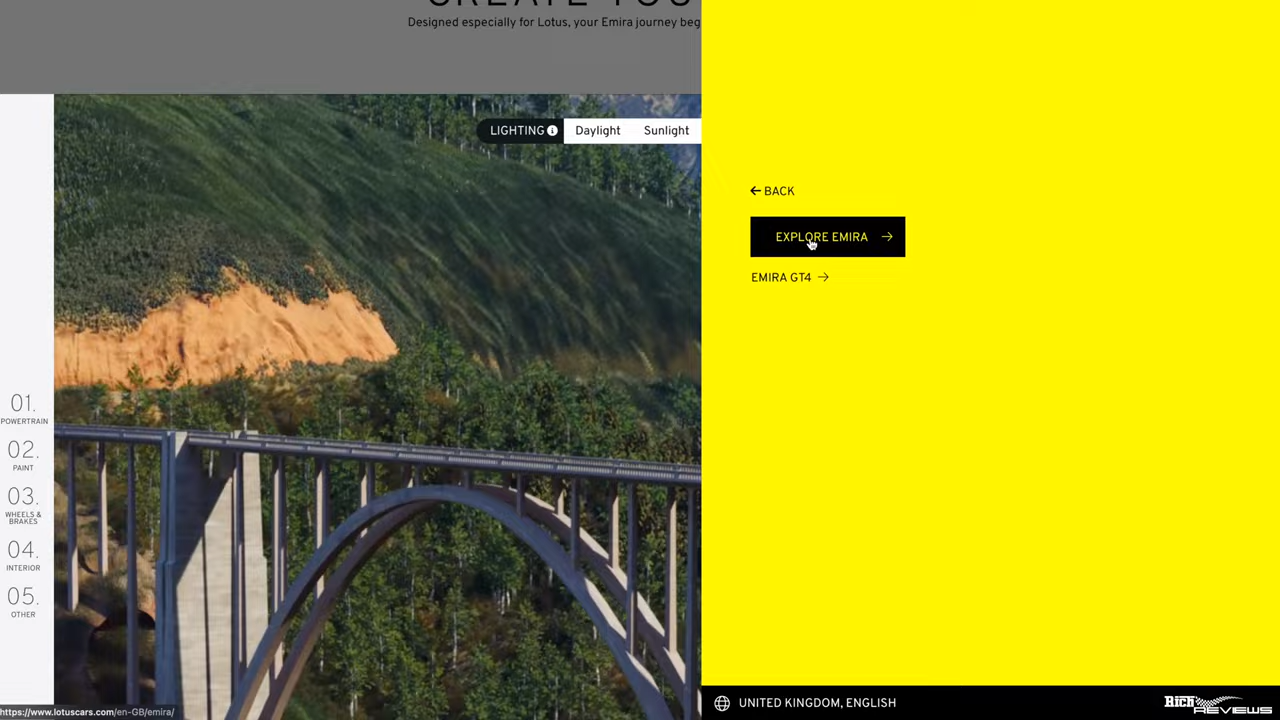 CREATE YOU
Designed especially for Lotus, your Emira journey beg
LIGHTING
Daylight
Sunlight
BACK
EXPLORE EMIRA
EMIRA GT4
01.
POWERTRAIN
02.
PAINT
03.
WHEELS &
BRAKES
04.
INTERIOR
05.
OTHER
https://www.lotuscars.com/en-GB/emira/
UNITED KINGDOM, ENGLISH
RICH
REVIEWS